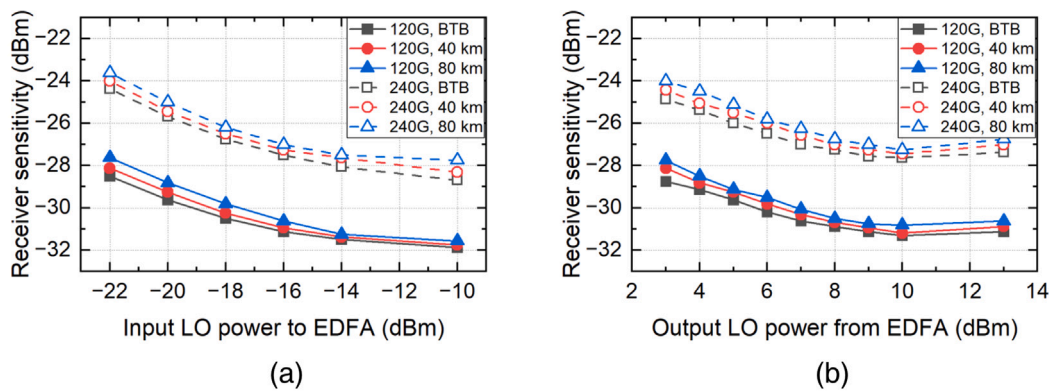 Receiver sensitivity (dBm)
−22
−24
−26
−28
−30
−32
120G, BTB
120G, 40 km
120G, 80 km
240G, BTB
240G, 40 km
240G, 80 km
−22 −20 −18 −16 −14 −12 −10
Input LO power to EDFA (dBm)
(a)
Receiver sensitivity (dBm)
−22
−24
−26
−28
−30
−32
120G, BTB
120G, 40 km
120G, 80 km
240G, BTB
240G, 40 km
240G, 80 km
2 4 6 8 10 12 14
Output LO power from EDFA (dBm)
(b)